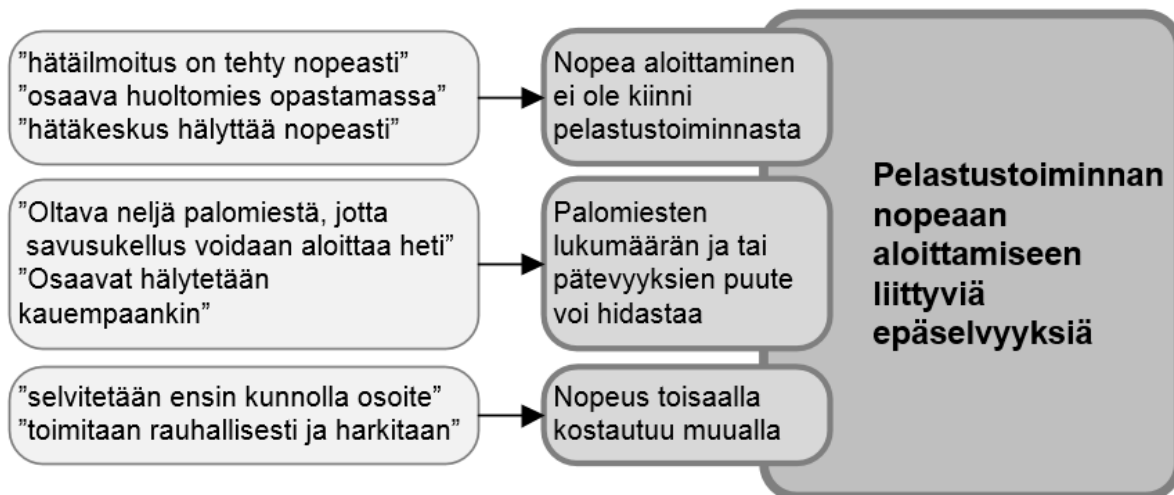 ”hätäilmoitus on tehty nopeasti”
”osaava huoltomies opastamassa”
”hätäkeskus hälyttää nopeasti”
Nopea aloittaminen
ei ole kiinni
pelastustoiminnasta
”Oltava neljä palomiestä, jotta
savusukellus voidaan aloittaa heti”
”Osaavat hälytetään
kauempaankin”
Palomiesten
lukumäärän ja tai
pätevyyksien puute
voi hidastaa
”selvitetään ensin kunnolla osoite”
”toimitaan rauhallisesti ja harkitaan”
Nopeus toisaalla
kostautuu muualla
Pelastustoiminnan
nopeaan
aloittamiseen
liittyviä
epäselvyyksiä